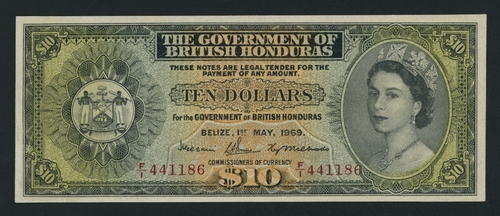 THE GOVERNMENT OF
BRITISH HONDURAS
$10
$10
THESE NOTES ARE LEGAL TENDER FOR THE
PAYMENT OF ANY AMOUNT.
TEN DOLLARS
For the GOVERNMENT OF BRITISH HONDURAS
BELIZE, 1ST MAY, 1969.
COMMISSIONERS OF CURRENCY
F/1 441186
F/1 441186
$10
$10
$10